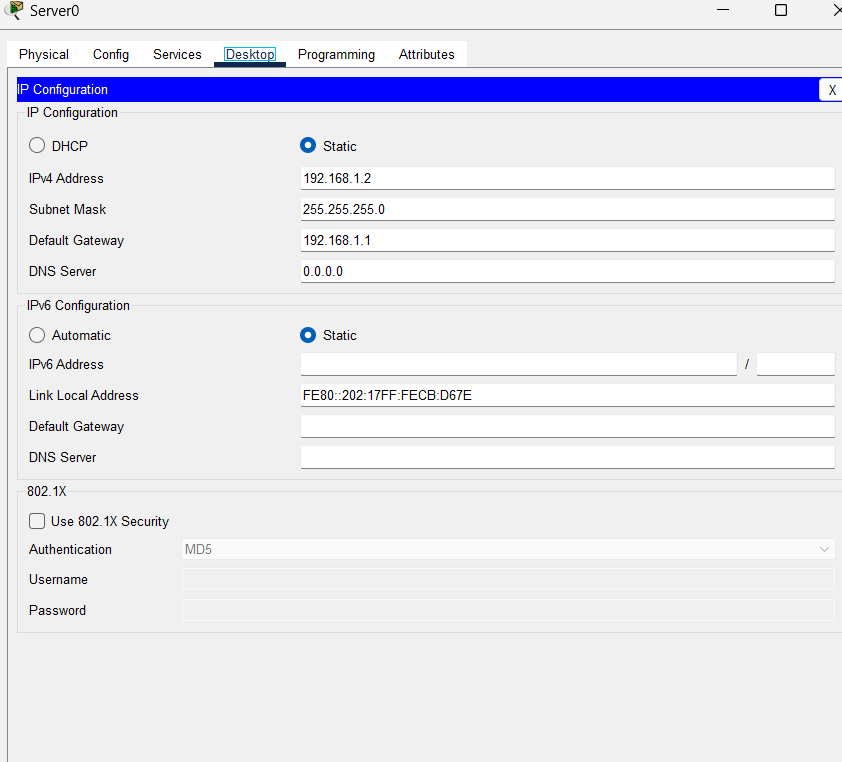 Server0
Physical Config Services Desktop Programming Attributes
IP Configuration X
IP Configuration
DHCP Static
IPv4 Address 192.168.1.2
Subnet Mask 255.255.255.0
Default Gateway 192.168.1.1
DNS Server 0.0.0.0
IPv6 Configuration
Automatic Static
IPv6 Address /
Link Local Address FE80::202:17FF:FECB:D67E
Default Gateway
DNS Server
802.1X
Use 802.1X Security
Authentication MD5
Username
Password